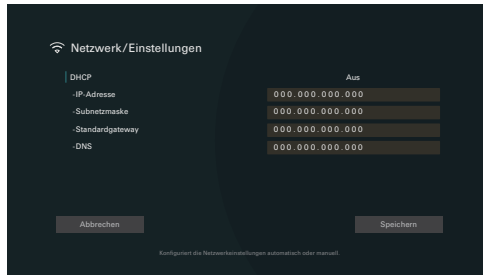 Netzwerk/Einstellungen
DHCP Aus
-IP-Adresse 000.000.000.000
-Subnetzmaske 000.000.000.000
-Standardgateway 000.000.000.000
-DNS 000.000.000.000
Abbrechen Speichern
Konfiguriert die Netzwerkeinstellungen automatisch oder manuell.